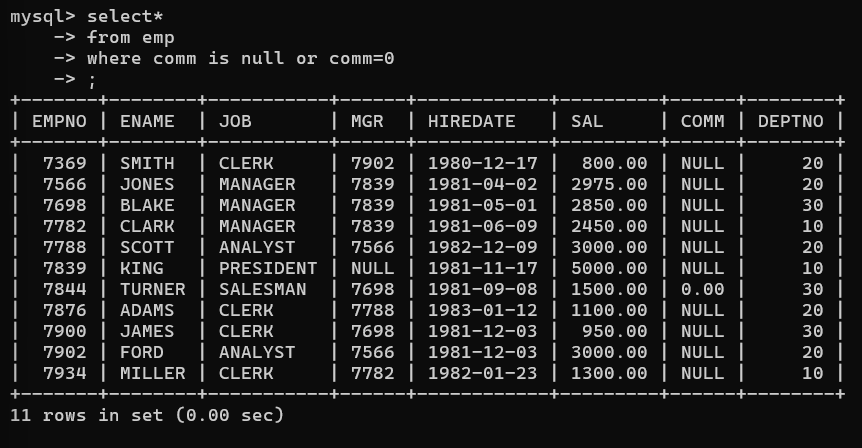 mysql> select*
    -> from emp
    -> where comm is null or comm=0
    -> ;
+-------+--------+-----------+------+------------+---------+------+--------+
| EMPNO | ENAME  | JOB       | MGR  | HIREDATE   | SAL     | COMM | DEPTNO |
+-------+--------+-----------+------+------------+---------+------+--------+
|  7369 | SMITH  | CLERK     | 7902 | 1980-12-17 |  800.00 | NULL |     20 |
|  7566 | JONES  | MANAGER   | 7839 | 1981-04-02 | 2975.00 | NULL |     20 |
|  7698 | BLAKE  | MANAGER   | 7839 | 1981-05-01 | 2850.00 | NULL |     30 |
|  7782 | CLARK  | MANAGER   | 7839 | 1981-06-09 | 2450.00 | NULL |     10 |
|  7788 | SCOTT  | ANALYST   | 7566 | 1982-12-09 | 3000.00 | NULL |     20 |
|  7839 | KING   | PRESIDENT | NULL | 1981-11-17 | 5000.00 | NULL |     10 |
|  7844 | TURNER | SALESMAN  | 7698 | 1981-09-08 | 1500.00 | 0.00 |     30 |
|  7876 | ADAMS  | CLERK     | 7788 | 1983-01-12 | 1100.00 | NULL |     20 |
|  7900 | JAMES  | CLERK     | 7698 | 1981-12-03 |  950.00 | NULL |     30 |
|  7902 | FORD   | ANALYST   | 7566 | 1981-12-03 | 3000.00 | NULL |     20 |
|  7934 | MILLER | CLERK     | 7782 | 1982-01-23 | 1300.00 | NULL |     10 |
+-------+--------+-----------+------+------------+---------+------+--------+
11 rows in set (0.00 sec)